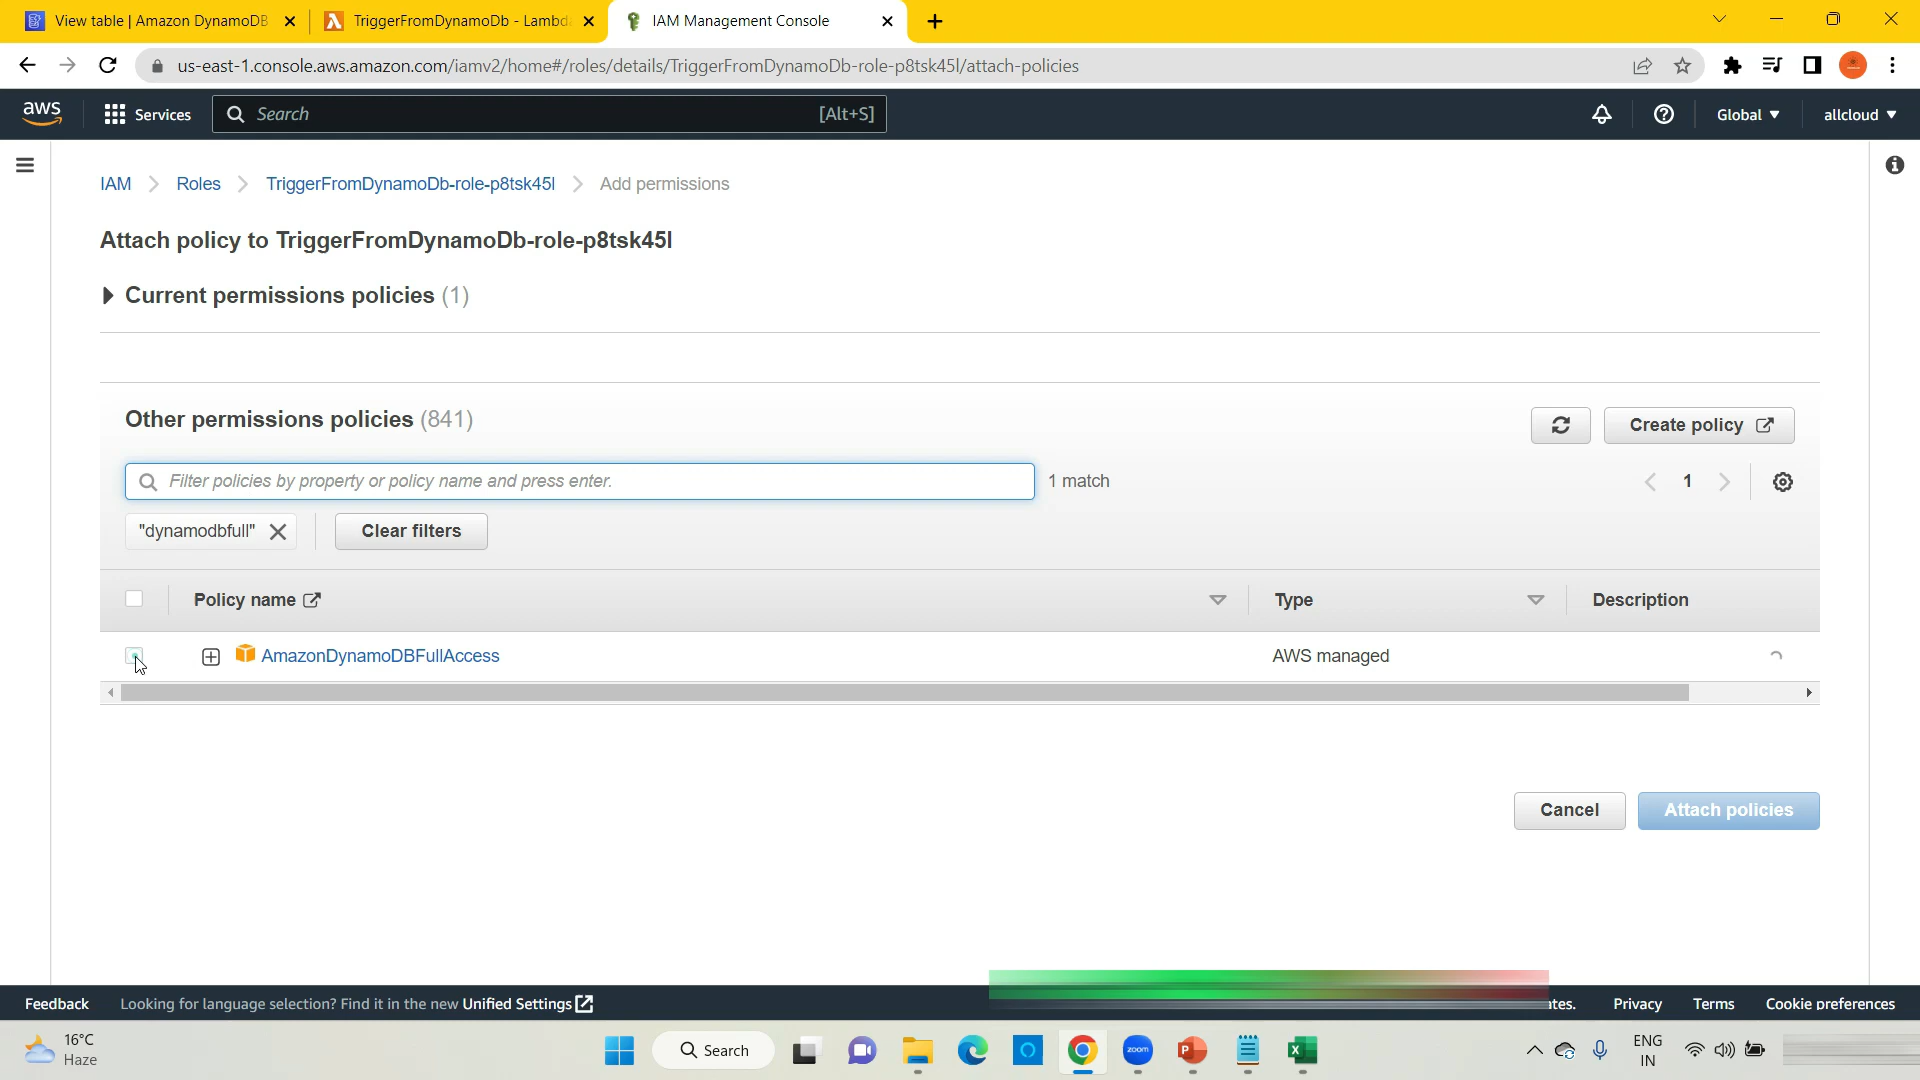 View table | Amazon DynamoDB
TriggerFromDynamoDb - Lambd
IAM Management Console
us-east-1.console.aws.amazon.com/iamv2/home#/roles/details/TriggerFromDynamoDb-role-p8tsk45l/attach-policies
aws
Services
Search
[Alt+S]
Global
allcloud
IAM
Roles
TriggerFromDynamoDb-role-p8tsk45l
Add permissions
Attach policy to TriggerFromDynamoDb-role-p8tsk45l
Current permissions policies (1)
Other permissions policies (841)
Create policy
Filter policies by property or policy name and press enter.
1 match
1
"dynamodbfull"
Clear filters
Policy name
Type
Description
AmazonDynamoDBFullAccess
AWS managed
Cancel
Attach policies
Feedback
Looking for language selection? Find it in the new Unified Settings
ates.
Privacy
Terms
Cookie preferences
16°C
Haze
Search
zoom
ENG
IN